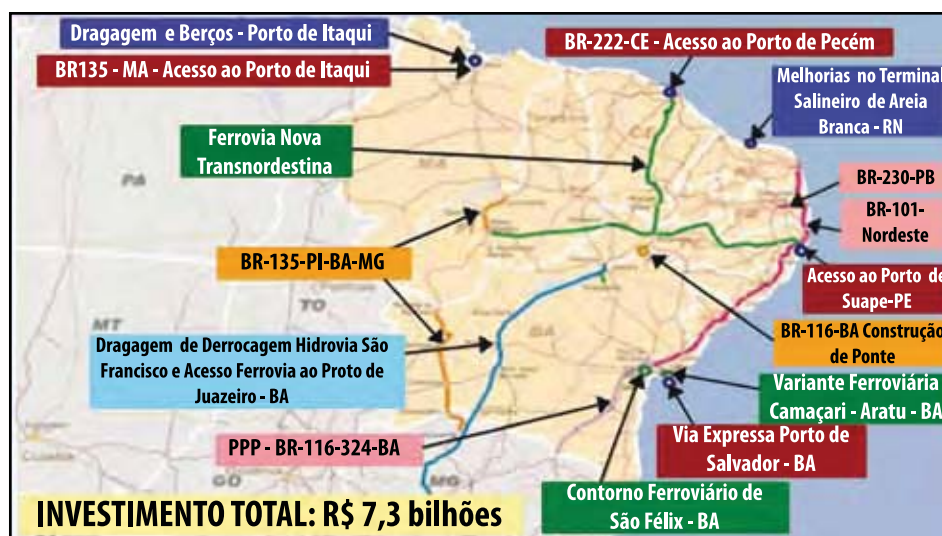 Dragagem e Berços - Porto de Itaqui
BR135 - MA - Acesso ao Porto de Itaqui
BR-222-CE - Acesso ao Porto de Pecém
Melhorias no Terminal
Salineiro de Areia
Branca - RN
Ferrovia Nova
Transnordestina
BR-230-PB
BR-101-
Nordeste
PA
MA
CE
BR-135-PI-BA-MG
Acesso ao Porto de
Suape-PE
TO
MT
BA
Dragagem de Derrocagem Hidrovia São
Francisco e Acesso Ferrovia ao Proto de
Juazeiro - BA
BR-116-BA Construção
de Ponte
Variante Ferroviária
Camaçari - Aratu - BA
PPP - BR-116-324-BA
Via Expressa Porto de
Salvador - BA
GO
MG
Contorno Ferroviário de
São Félix - BA
INVESTIMENTO TOTAL: R$ 7,3 bilhões